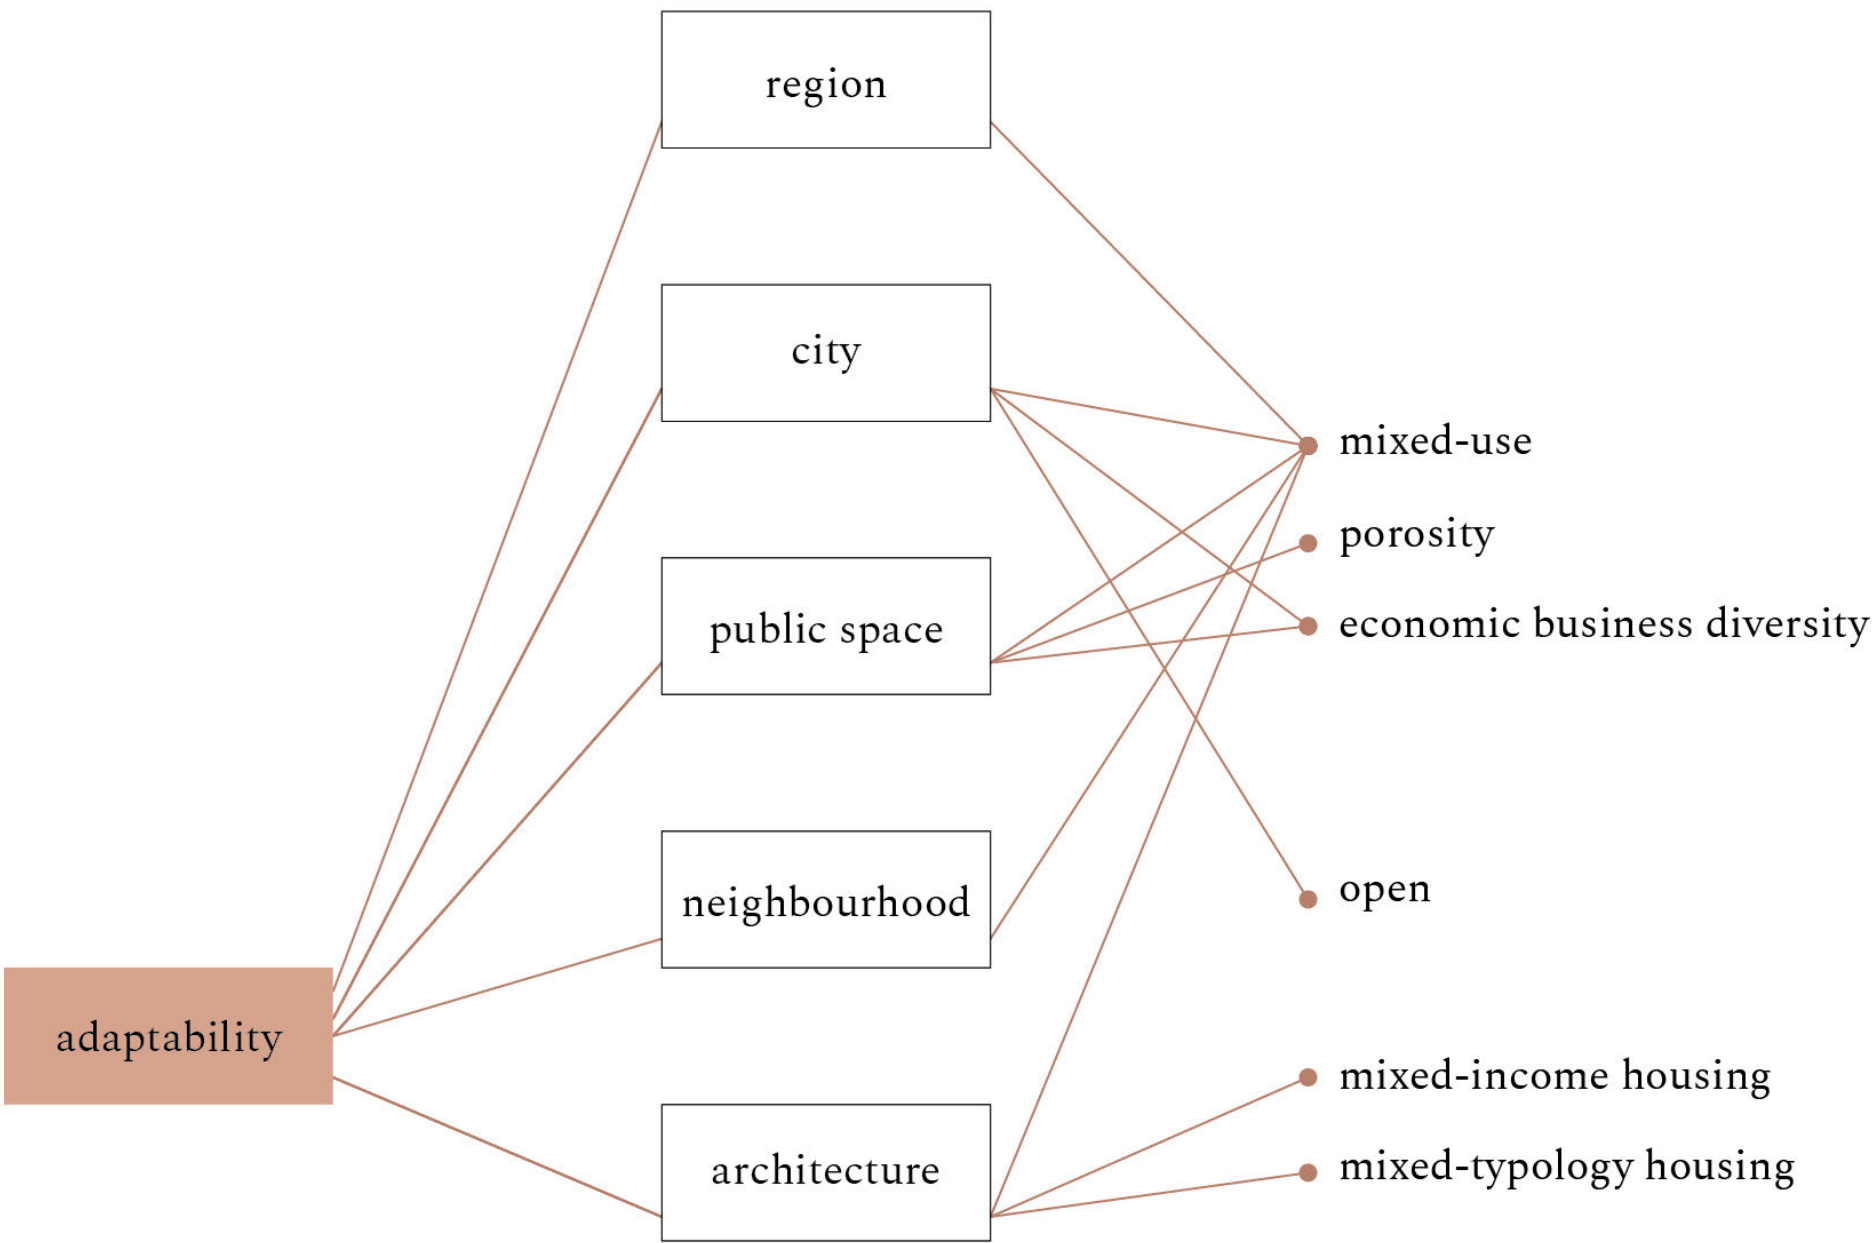 region
city
mixed-use
porosity
economic business diversity
public space
open
neighbourhood
adaptability
mixed-income housing
architecture
mixed-typology housing